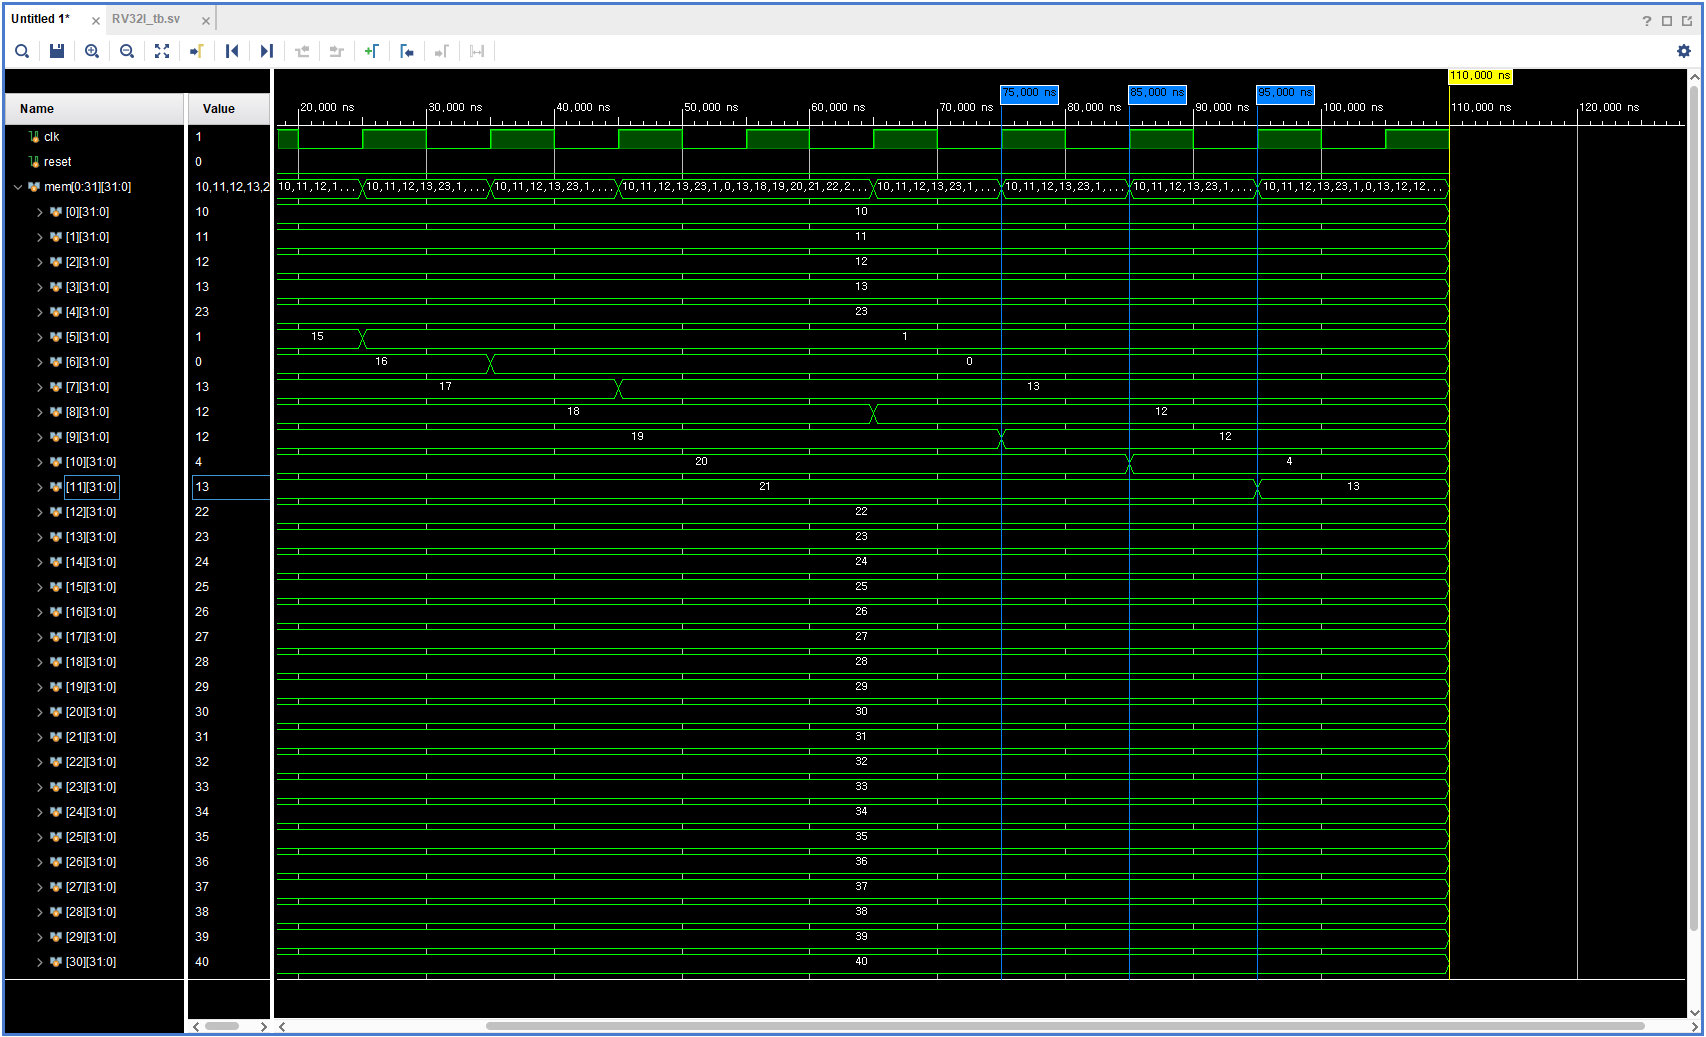 Untitled 1* × RV32I_tb.sv ×
? 
110,000 ns
75,000 ns 85,000 ns 95,000 ns
Name Value 20,000 ns 30,000 ns 40,000 ns 50,000 ns 60,000 ns 70,000 ns 80,000 ns 90,000 ns 100,000 ns 110,000 ns 120,000 ns
clk 1
reset 0
mem[0:31][31:0] 10,11,12,13,2 10,11,12,1... 10,11,12,13,23,1,... 10,11,12,13,23,1,... 10,11,12,13,23,1,0,13,18,19,20,21,22,2... 10,11,12,13,23,1,... 10,11,12,13,23,1,... 10,11,12,13,23,1,... 10,11,12,13,23,1,0,13,12,12...
[0][31:0] 10 10
[1][31:0] 11 11
[2][31:0] 12 12
[3][31:0] 13 13
[4][31:0] 23 23
[5][31:0] 1 15 1
[6][31:0] 0 16 0
[7][31:0] 13 17 13
[8][31:0] 12 18 12
[9][31:0] 12 19 12
[10][31:0] 4 20 4
[11][31:0] 13 21 13
[12][31:0] 22 22
[13][31:0] 23 23
[14][31:0] 24 24
[15][31:0] 25 25
[16][31:0] 26 26
[17][31:0] 27 27
[18][31:0] 28 28
[19][31:0] 29 29
[20][31:0] 30 30
[21][31:0] 31 31
[22][31:0] 32 32
[23][31:0] 33 33
[24][31:0] 34 34
[25][31:0] 35 35
[26][31:0] 36 36
[27][31:0] 37 37
[28][31:0] 38 38
[29][31:0] 39 39
[30][31:0] 40 40